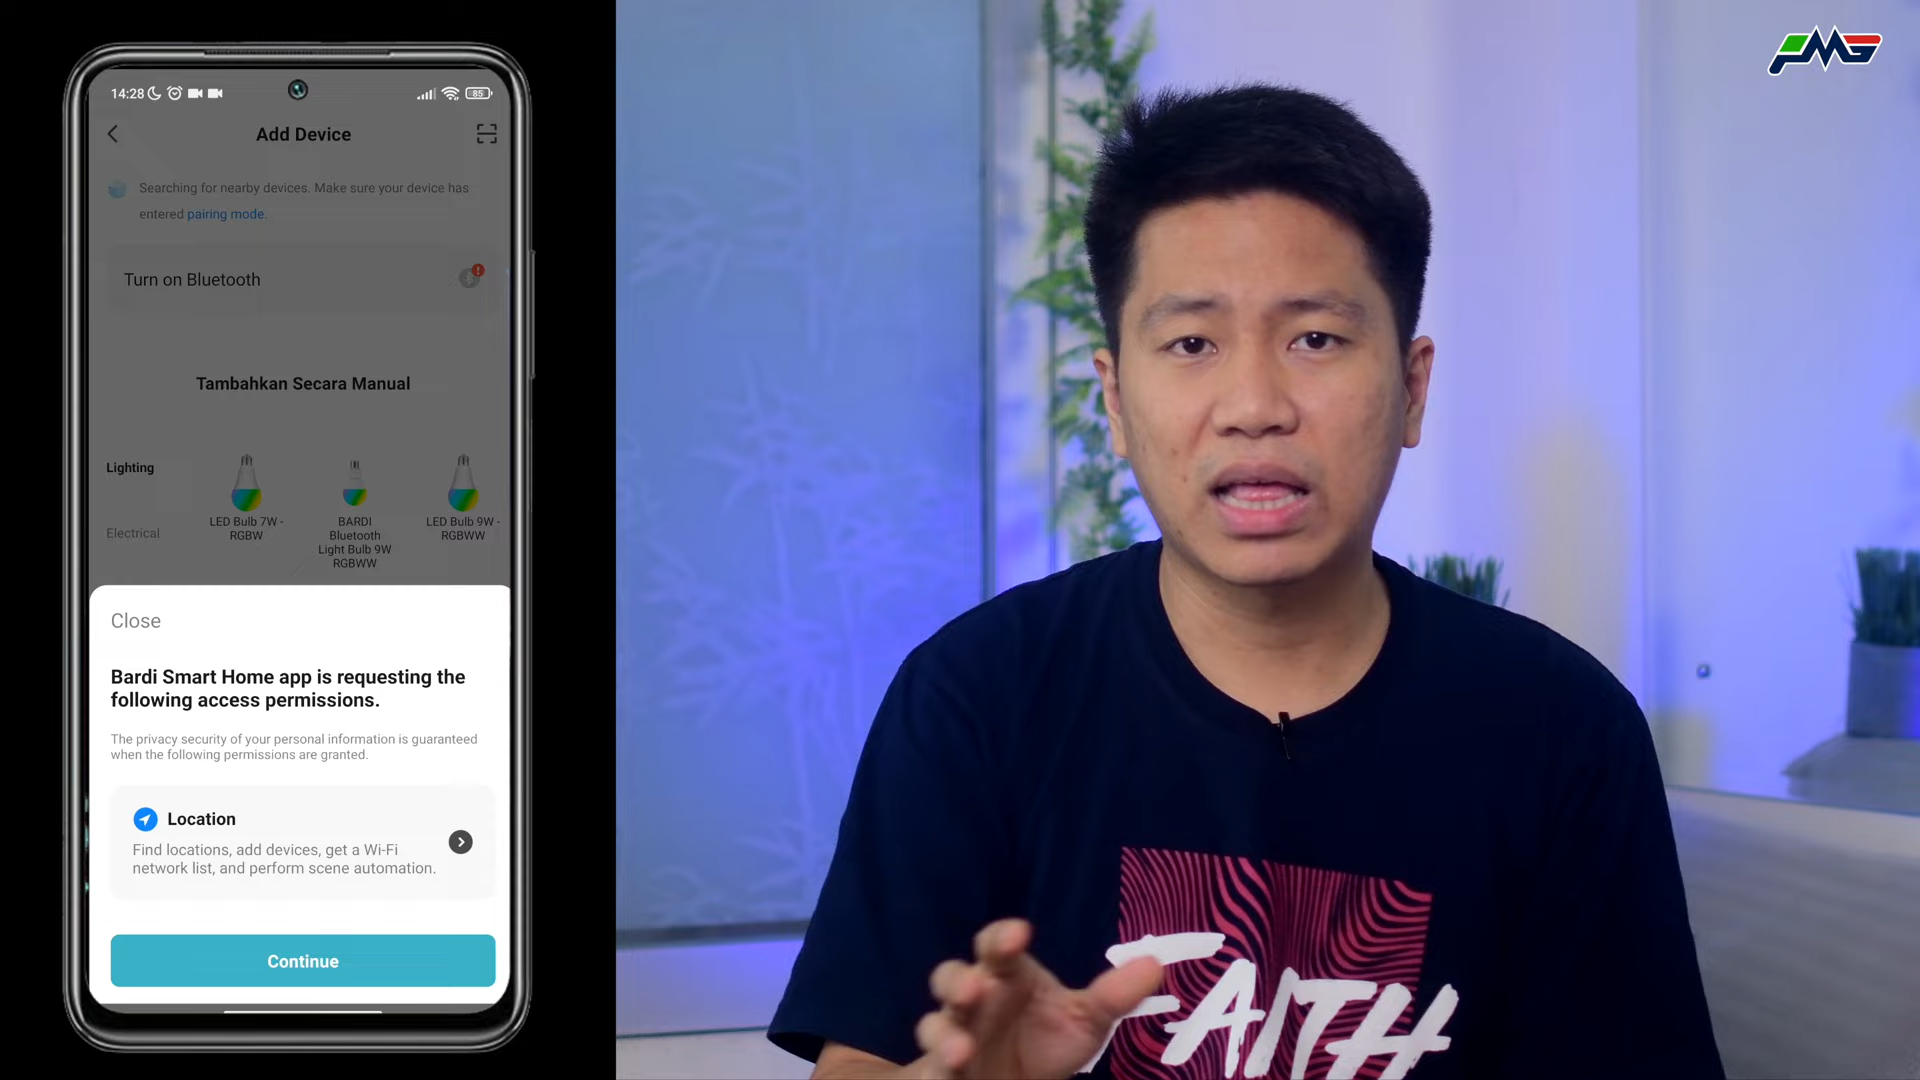 14:28
85
Add Device
Searching for nearby devices. Make sure your device has
entered pairing mode.
Turn on Bluetooth
Tambahkan Secara Manual
Lighting
Electrical
LED Bulb 7W -
RGBW
BARDI
Bluetooth
Light Bulb 9W
RGBWW
LED Bulb 9W -
RGBWW
Close
Bardi Smart Home app is requesting the
following access permissions.
The privacy security of your personal information is guaranteed
when the following permissions are granted.
Location
Find locations, add devices, get a Wi-Fi
network list, and perform scene automation.
Continue
PMG
FAITH